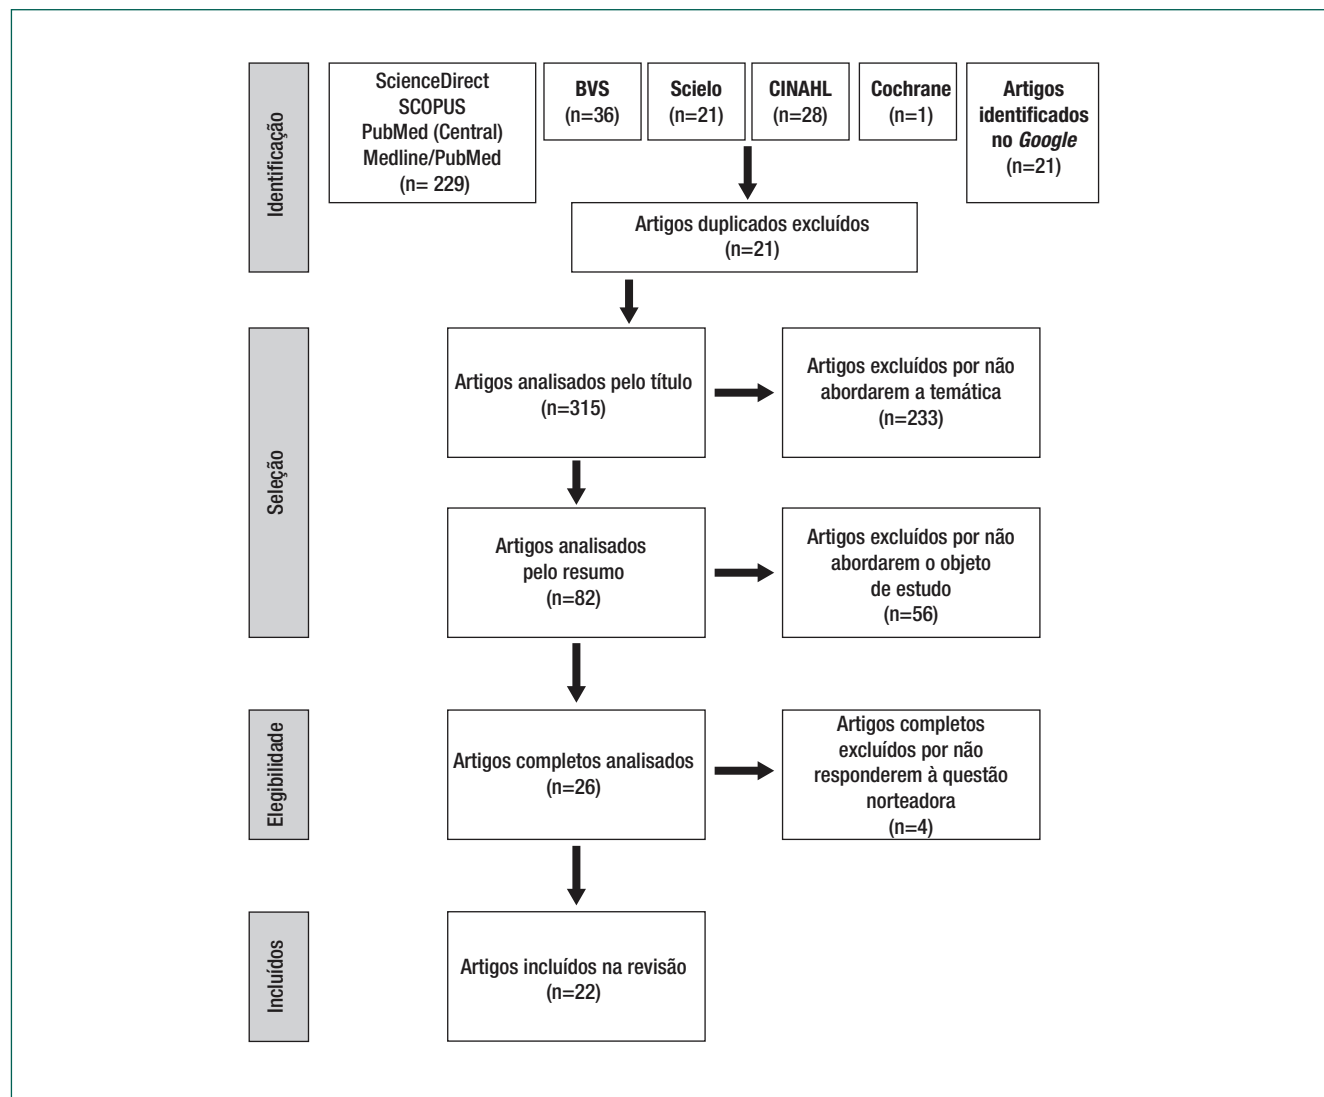 Identificação
ScienceDirect
SCOPUS
PubMed (Central)
Medline/PubMed
(n= 229)
BVS
(n=36)
Scielo
(n=21)
CINAHL
(n=28)
Cochrane
(n=1)
Artigos
identificados
no Google
(n=21)
Artigos duplicados excluídos
(n=21)
Seleção
Artigos analisados pelo título
(n=315)
Artigos excluídos por não
abordarem a temática
(n=233)
Artigos analisados
pelo resumo
(n=82)
Artigos excluídos por não
abordarem o objeto
de estudo
(n=56)
Elegibilidade
Artigos completos analisados
(n=26)
Artigos completos
excluídos por não
responderem à questão
norteadora
(n=4)
Incluídos
Artigos incluídos na revisão
(n=22)